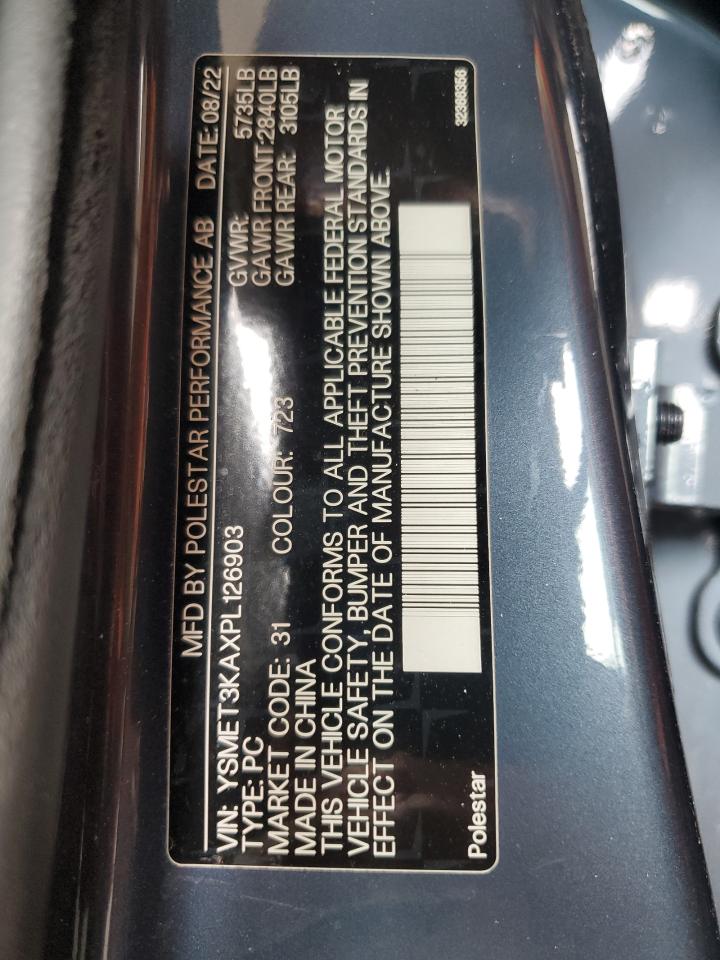 MFD BY POLESTAR PERFORMANCE AB DATE: 08/22
VIN: YSMET3KAXPL126903
TYPE: PC
GVWR: 5735LB
GAWR FRONT: 2840LB
MARKET CODE: 31 COLOUR: 723 GAWR REAR: 3105LB
MADE IN CHINA
THIS VEHICLE CONFORMS TO ALL APPLICABLE FEDERAL MOTOR
VEHICLE SAFETY, BUMPER AND THEFT PREVENTION STANDARDS IN
EFFECT ON THE DATE OF MANUFACTURE SHOWN ABOVE.
Polestar